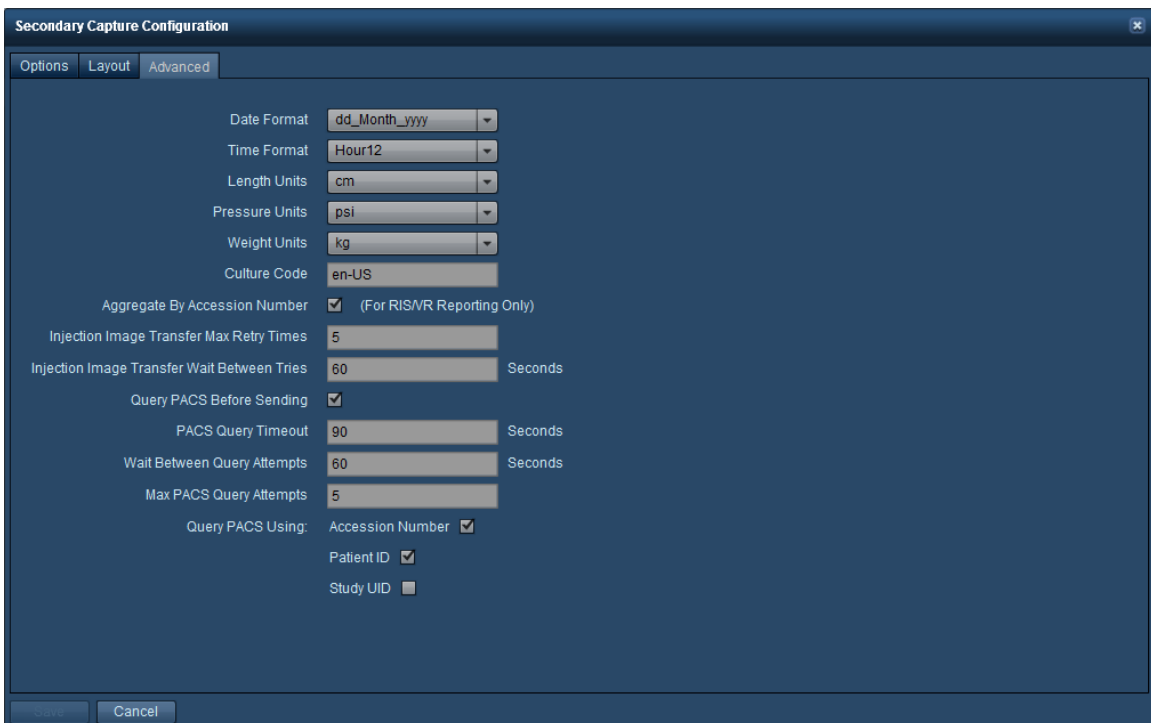 Secondary Capture Configuration
Options Layout Advanced
Date Format dd_Month_yyyy
Time Format Hour12
Length Units cm
Pressure Units psi
Weight Units kg
Culture Code en-US
Aggregate By Accession Number (For RIS/VR Reporting Only)
Injection Image Transfer Max Retry Times 5
Injection Image Transfer Wait Between Tries 60 Seconds
Query PACS Before Sending
PACS Query Timeout 90 Seconds
Wait Between Query Attempts 60 Seconds
Max PACS Query Attempts 5
Query PACS Using: Accession Number
Patient ID
Study UID
Save Cancel